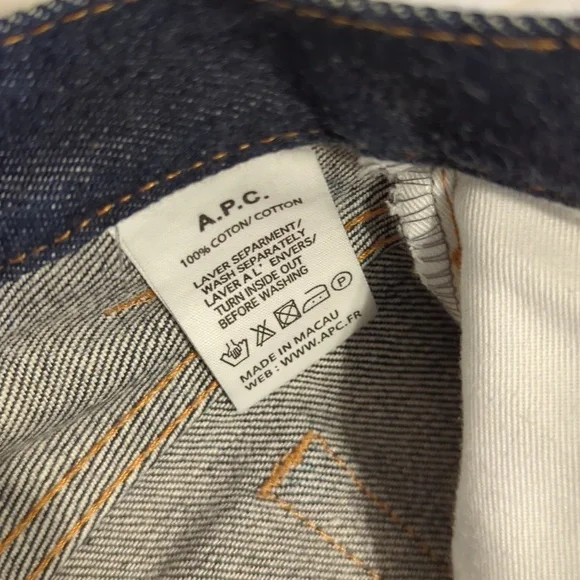 A.P.C.
100% COTON/ COTTON
LAVER SEPARMENT/
WASH SEPARATELY
LAVER A L' ENVERS/
TURN INSIDE OUT
BEFORE WASHING
P
MADE IN MACAU
WEB : WWW.APC.FR